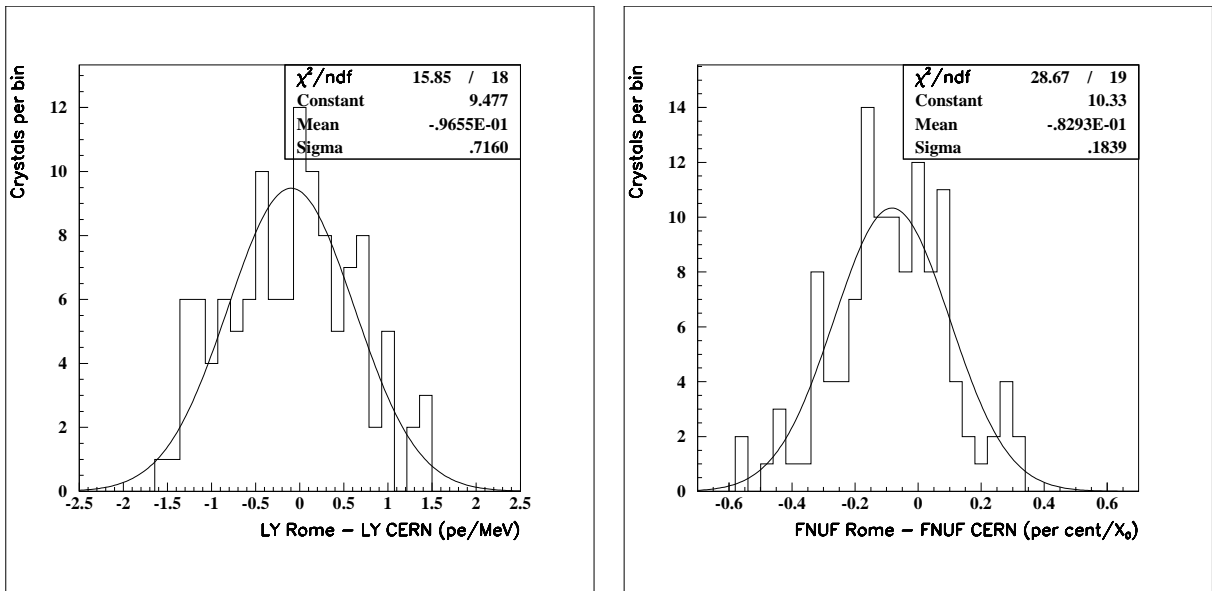 Crystals per bin
χ²/ndf 15.85 / 18
Constant 9.477
Mean -.9655E-01
Sigma .7160
12
10
8
6
4
2
0
-2.5 -2 -1.5 -1 -0.5 0 0.5 1 1.5 2 2.5
LY Rome – LY CERN (pe/MeV)
Crystals per bin
χ²/ndf 28.67 / 19
Constant 10.33
Mean -.8293E-01
Sigma .1839
14
12
10
8
6
4
2
0
-0.6 -0.4 -0.2 0 0.2 0.4 0.6
FNUF Rome – FNUF CERN (per cent/X₀)